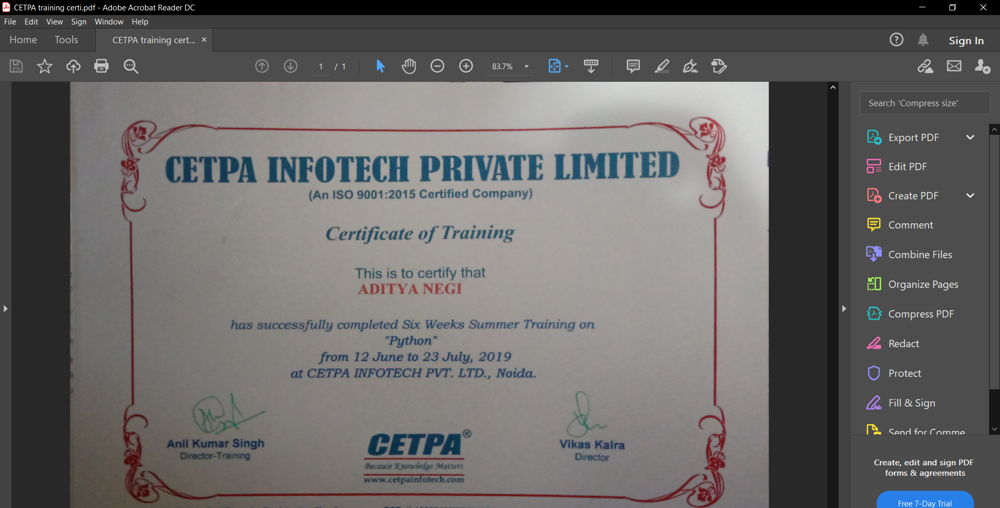 CETPA training certi.pdf - Adobe Acrobat Reader DC
File Edit View Sign Window Help
Home Tools CETPA training cert... × Sign In
1 / 1 83.7%
Search 'Compress size'
Export PDF
Edit PDF
Create PDF
Comment
Combine Files
Organize Pages
Compress PDF
Redact
Protect
Fill & Sign
Send for Comme
Create, edit and sign PDF
forms & agreements
Free 7-Day Trial
CETPA INFOTECH PRIVATE LIMITED
(An ISO 9001:2015 Certified Company)
Certificate of Training
This is to certify that
ADITYA NEGI
has successfully completed Six Weeks Summer Training on
"Python"
from 12 June to 23 July, 2019
at CETPA INFOTECH PVT. LTD., Noida.
Anil Kumar Singh
Director-Training
CETPA®
Because Knowledge Matters
www.cetpainfotech.com
Vikas Kalra
Director